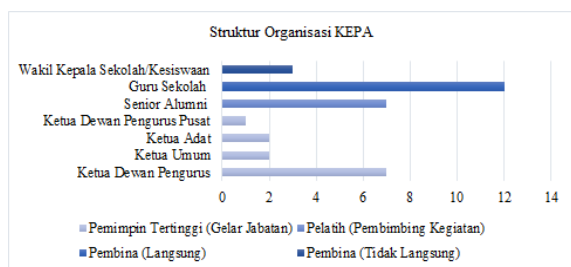 Struktur Organisasi KEPA
Wakil Kepala Sekolah/Kesiswaan
Guru Sekolah
Senior Alumni
Ketua Dewan Pengurus Pusat
Ketua Adat
Ketua Umum
Ketua Dewan Pengurus
0 2 4 6 8 10 12 14
Pemimpin Tertinggi (Gelar Jabatan) Pelatih (Pembimbing Kegiatan)
Pembina (Langsung) Pembina (Tidak Langsung)